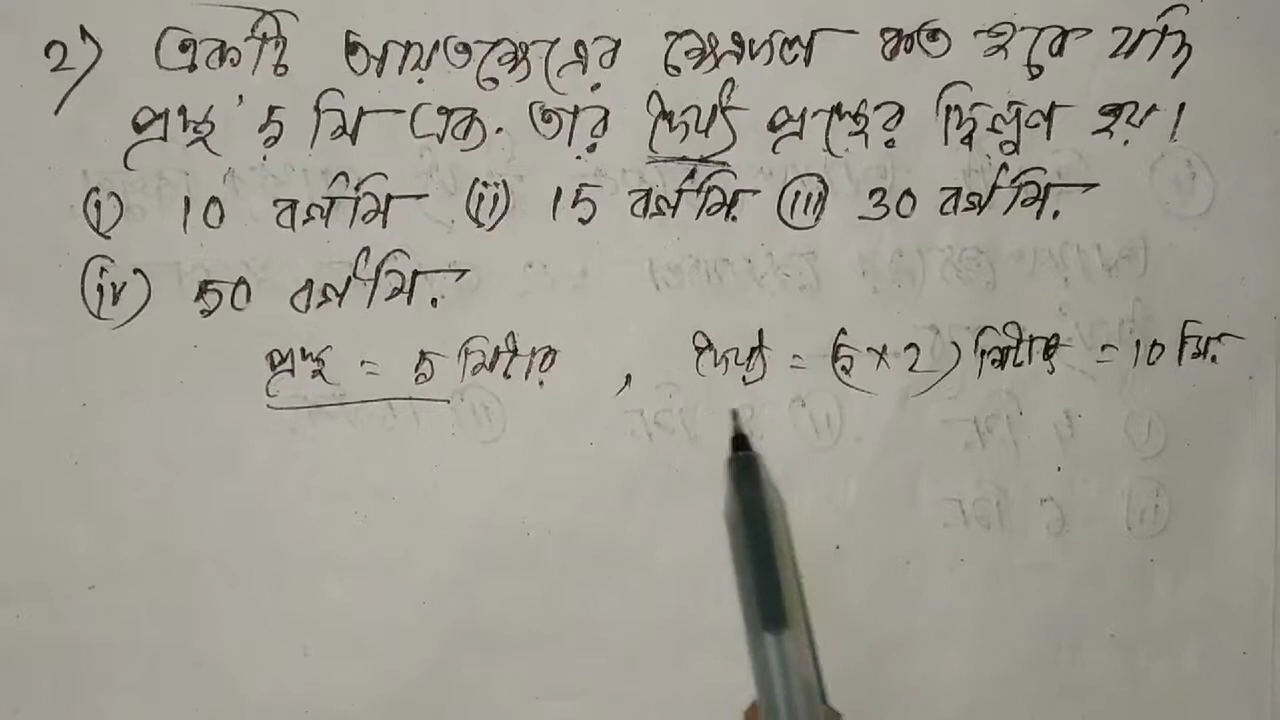 2) একটি আয়তক্ষেত্রের ক্ষেত্রফল কত হবে যদি
প্রস্থ 5 মি এবং তার দৈর্ঘ্য প্রস্থের দ্বিগুণ হয়।
(i) 10 বর্গমি (ii) 15 বর্গমি. (iii) 30 বর্গমি.
(iv) 50 বর্গমি.
প্রস্থ = 5 মিটার , দৈর্ঘ্য = (5 × 2) মিটার = 10 মি.